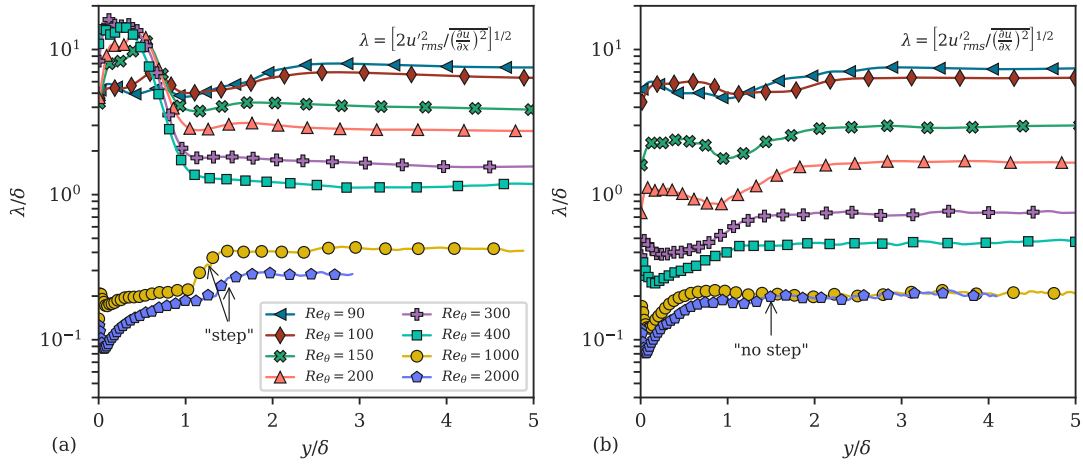 λ = [2u′²rms/(∂u/∂x)²]^1/2
10¹
10⁰
10⁻¹
λ/δ
"step"
Reθ = 90
Reθ = 100
Reθ = 150
Reθ = 200
Reθ = 300
Reθ = 400
Reθ = 1000
Reθ = 2000
0 1 2 3 4 5
(a)
y/δ
λ = [2u′²rms/(∂u/∂x)²]^1/2
10¹
10⁰
10⁻¹
λ/δ
"no step"
0 1 2 3 4 5
(b)
y/δ